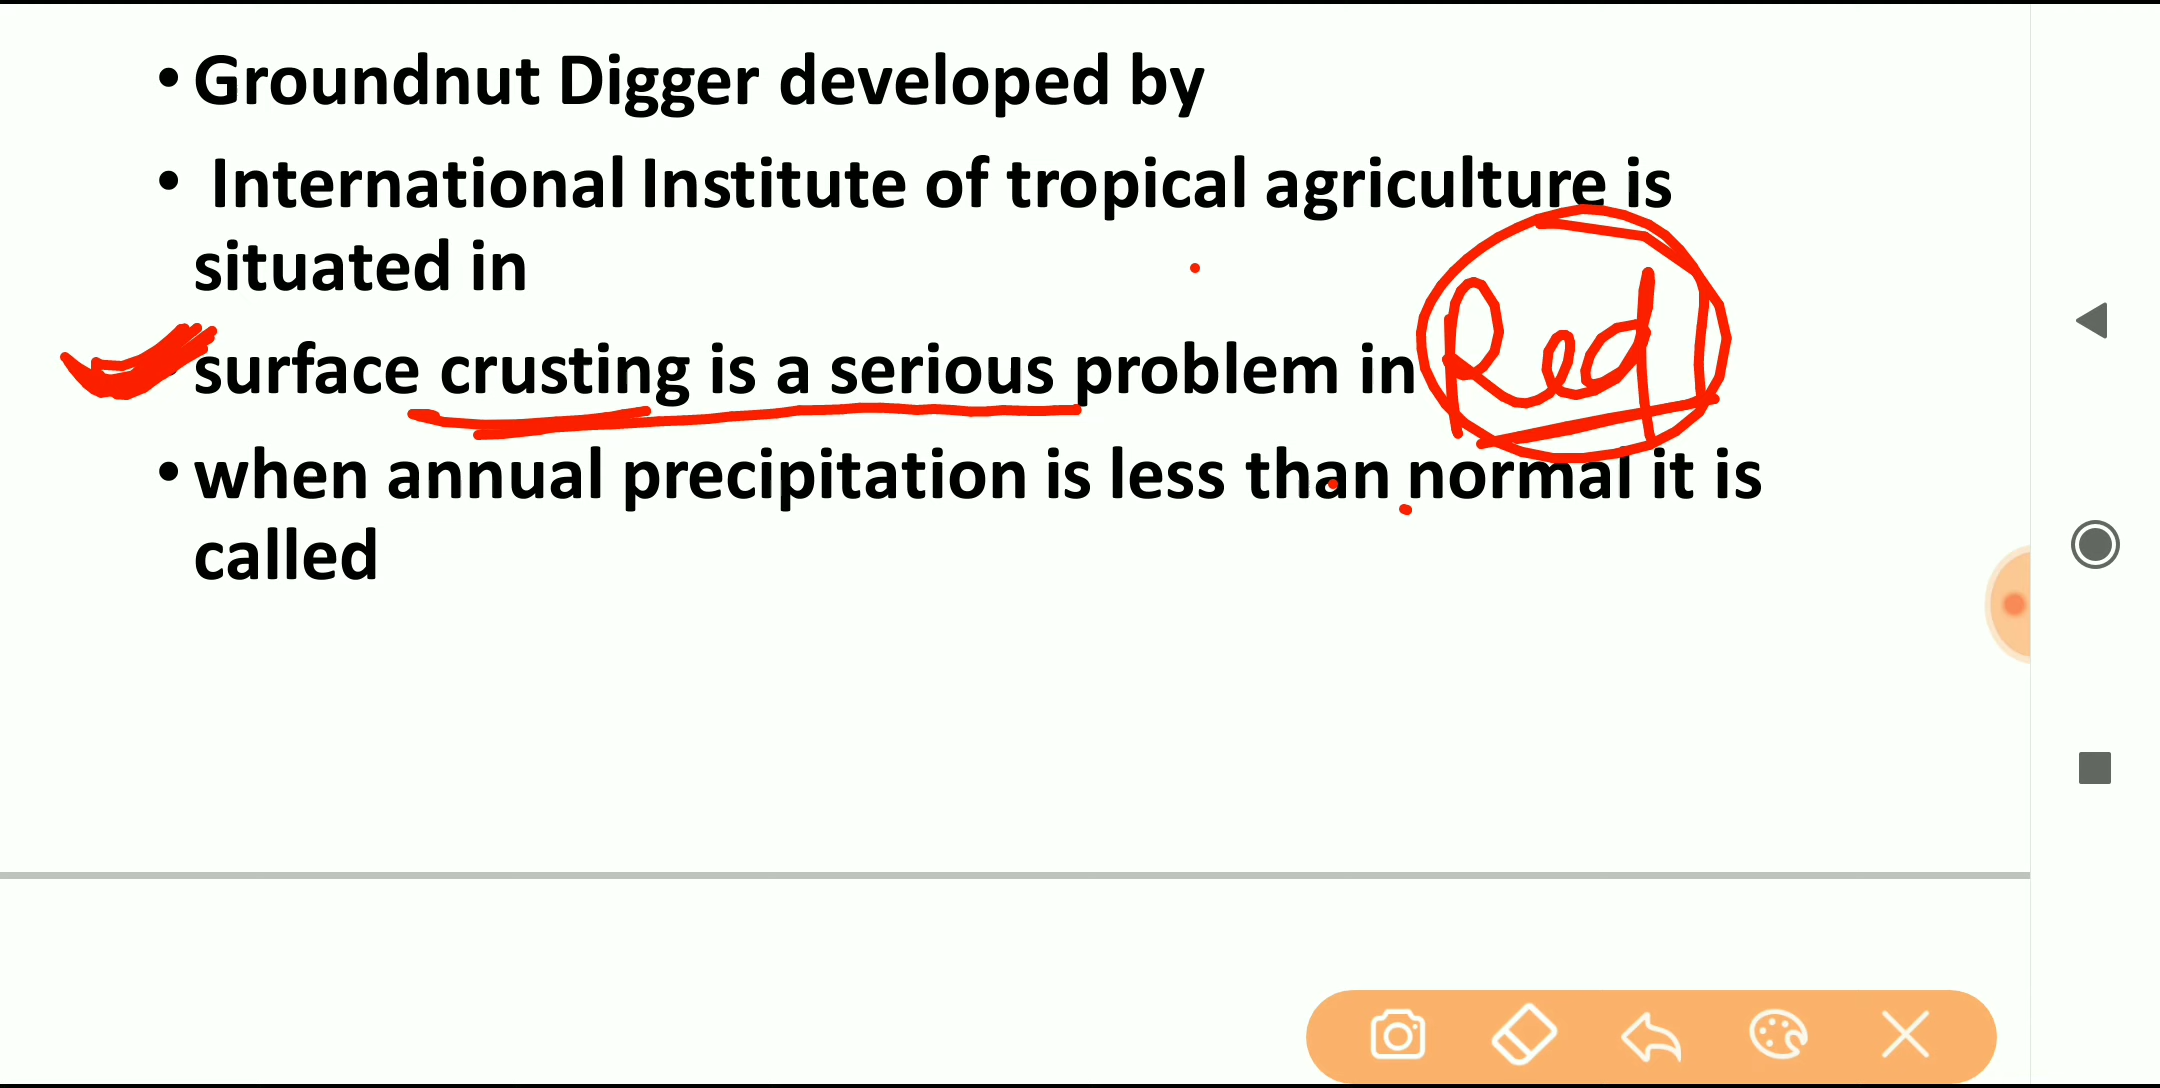 • Groundnut Digger developed by
• International Institute of tropical agriculture is
situated in
surface crusting is a serious problem in Red
• when annual precipitation is less than normal it is
called